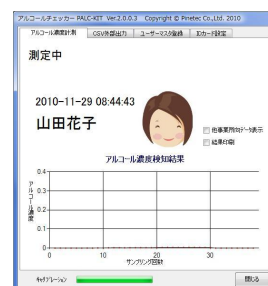 アルコールチェッカー PALC-KIT Ver.2.0.0.3 Copyright @ Pinetec Co.,Ltd. 2010
アルコール濃度計測 CSV外部出力 ユーザーマスタ登録 IDカード設定
測定中
2010-11-29 08:44:43
山田花子
他事業所向データ表示
結果印刷
アルコール濃度検知結果
アルコール濃度
0.4
0.3
0.2
0.1
0
0 10 20 30
サンプリング回数
キャリブレーション
閉じる